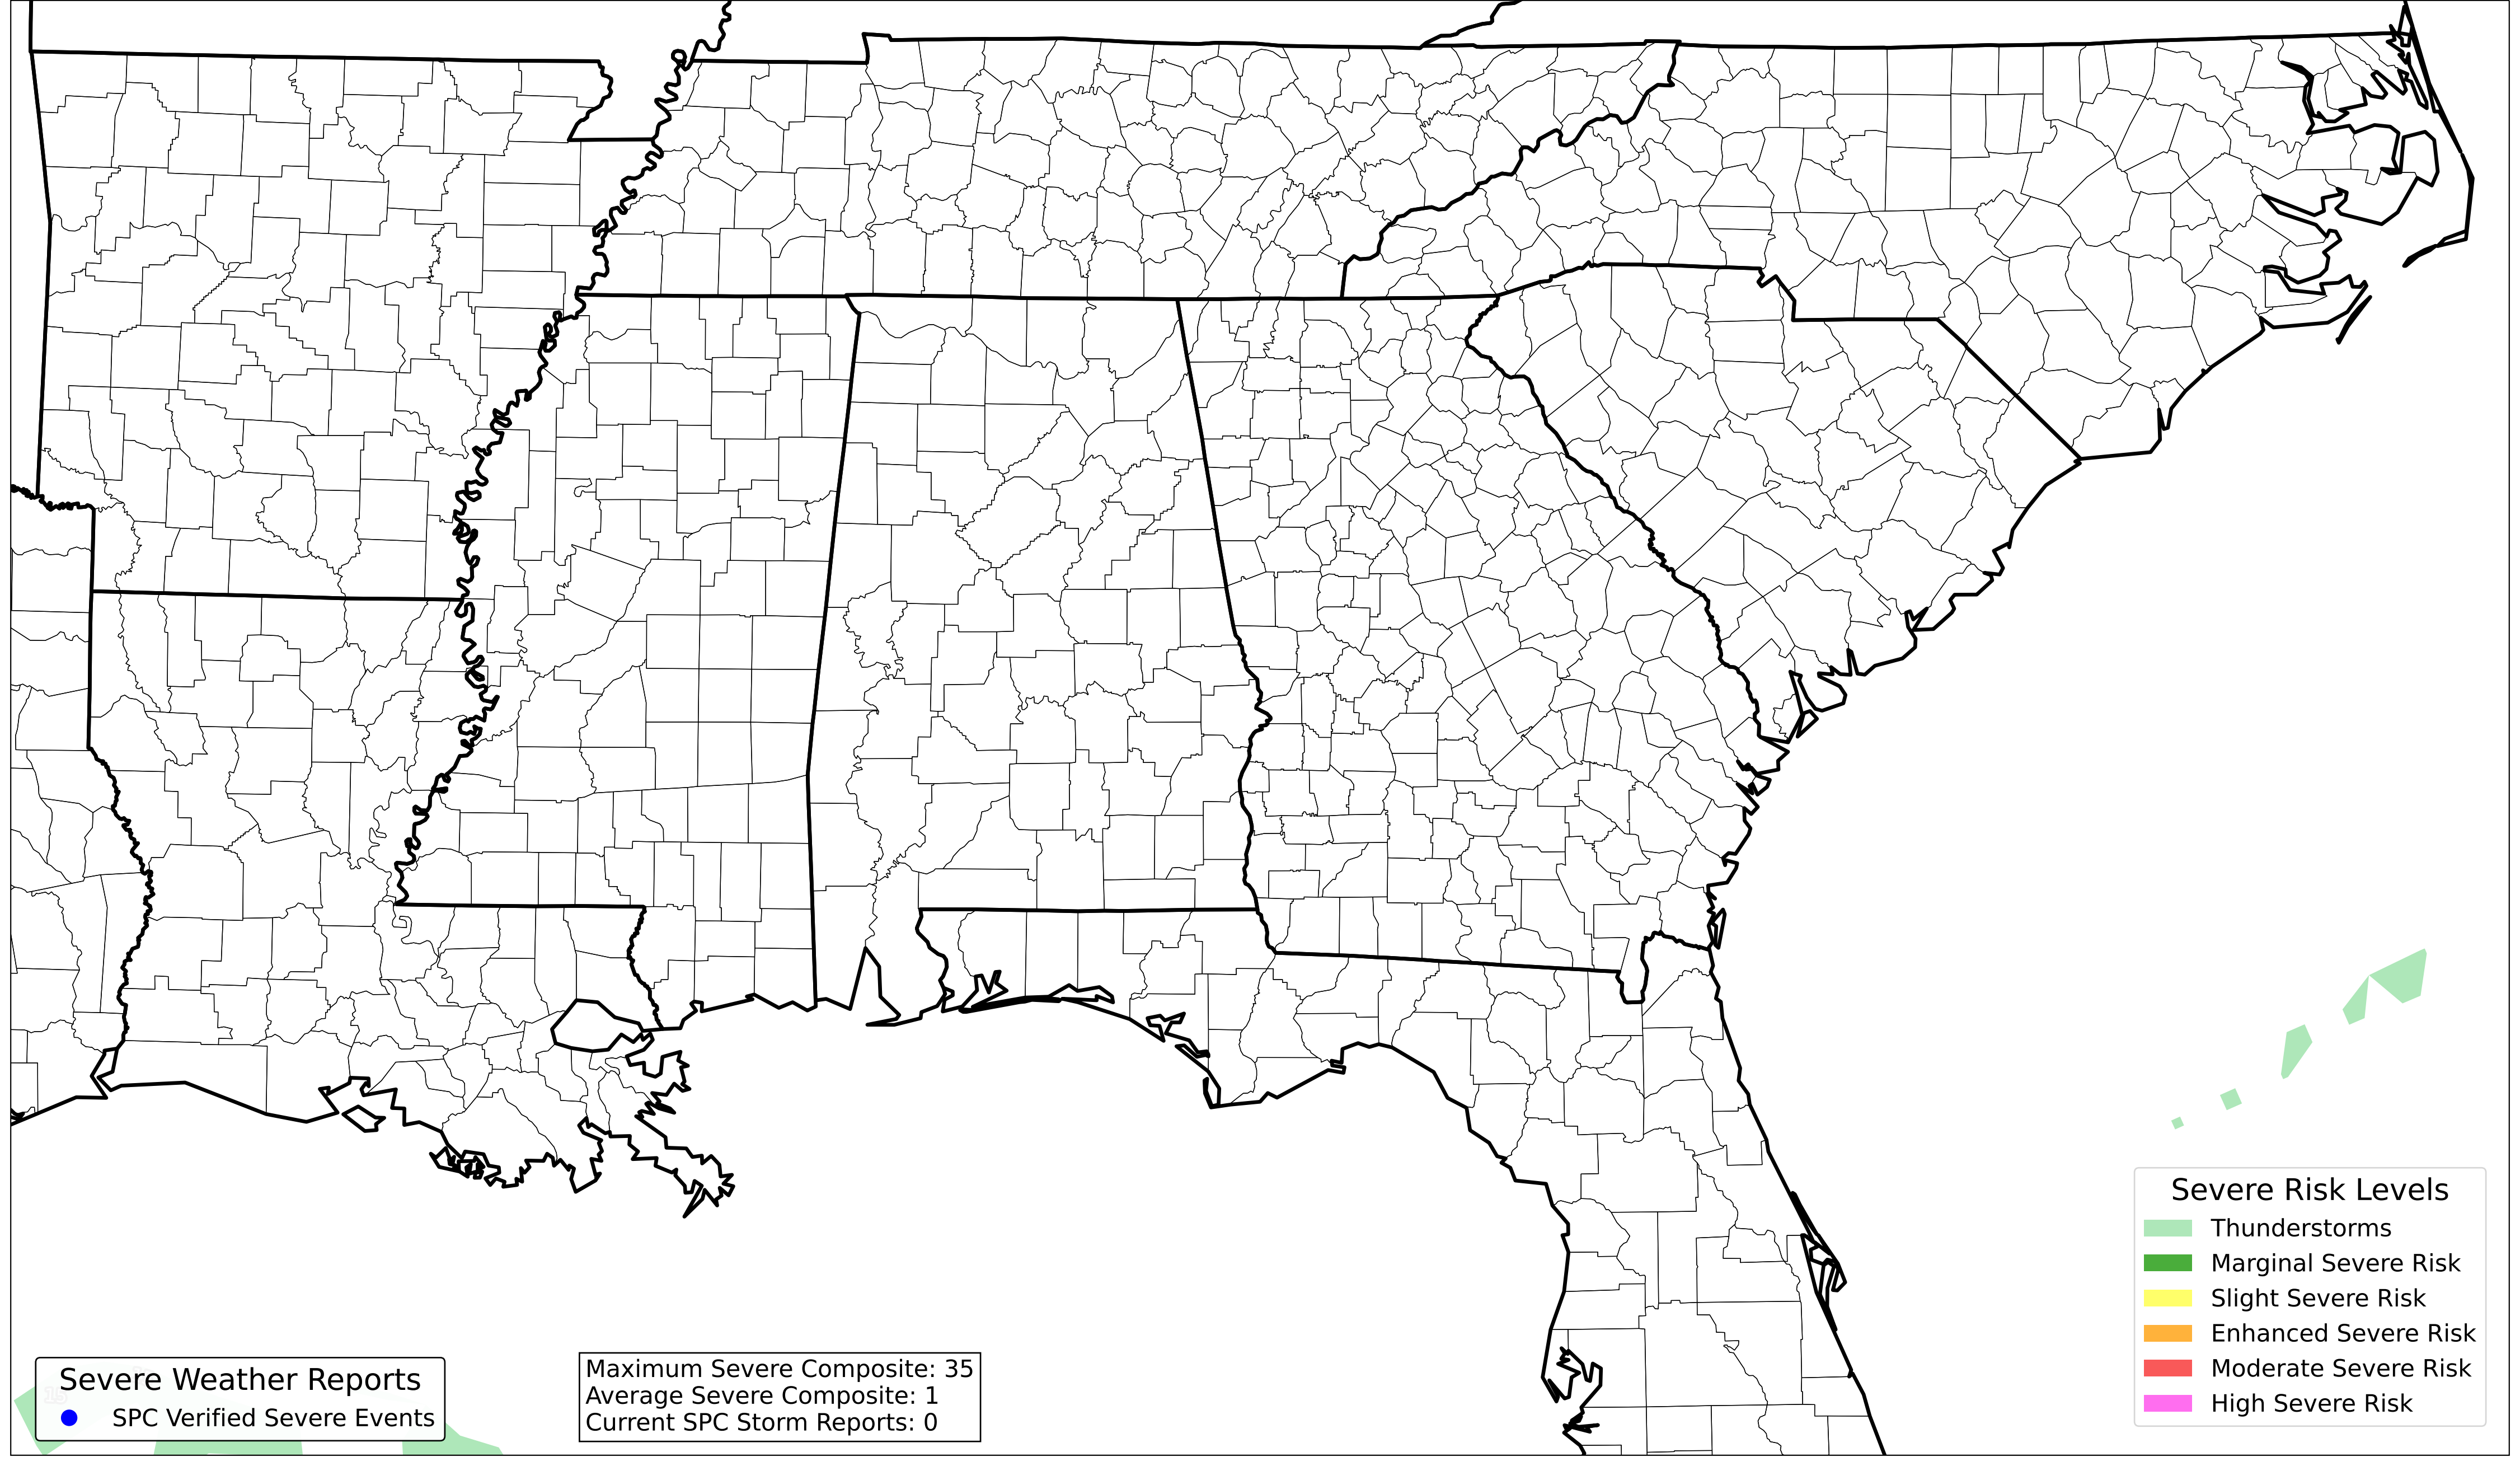 Severe Risk Levels
Thunderstorms
Marginal Severe Risk
Slight Severe Risk
Enhanced Severe Risk
Moderate Severe Risk
High Severe Risk
Severe Weather Reports
SPC Verified Severe Events
Maximum Severe Composite: 35
Average Severe Composite: 1
Current SPC Storm Reports: 0